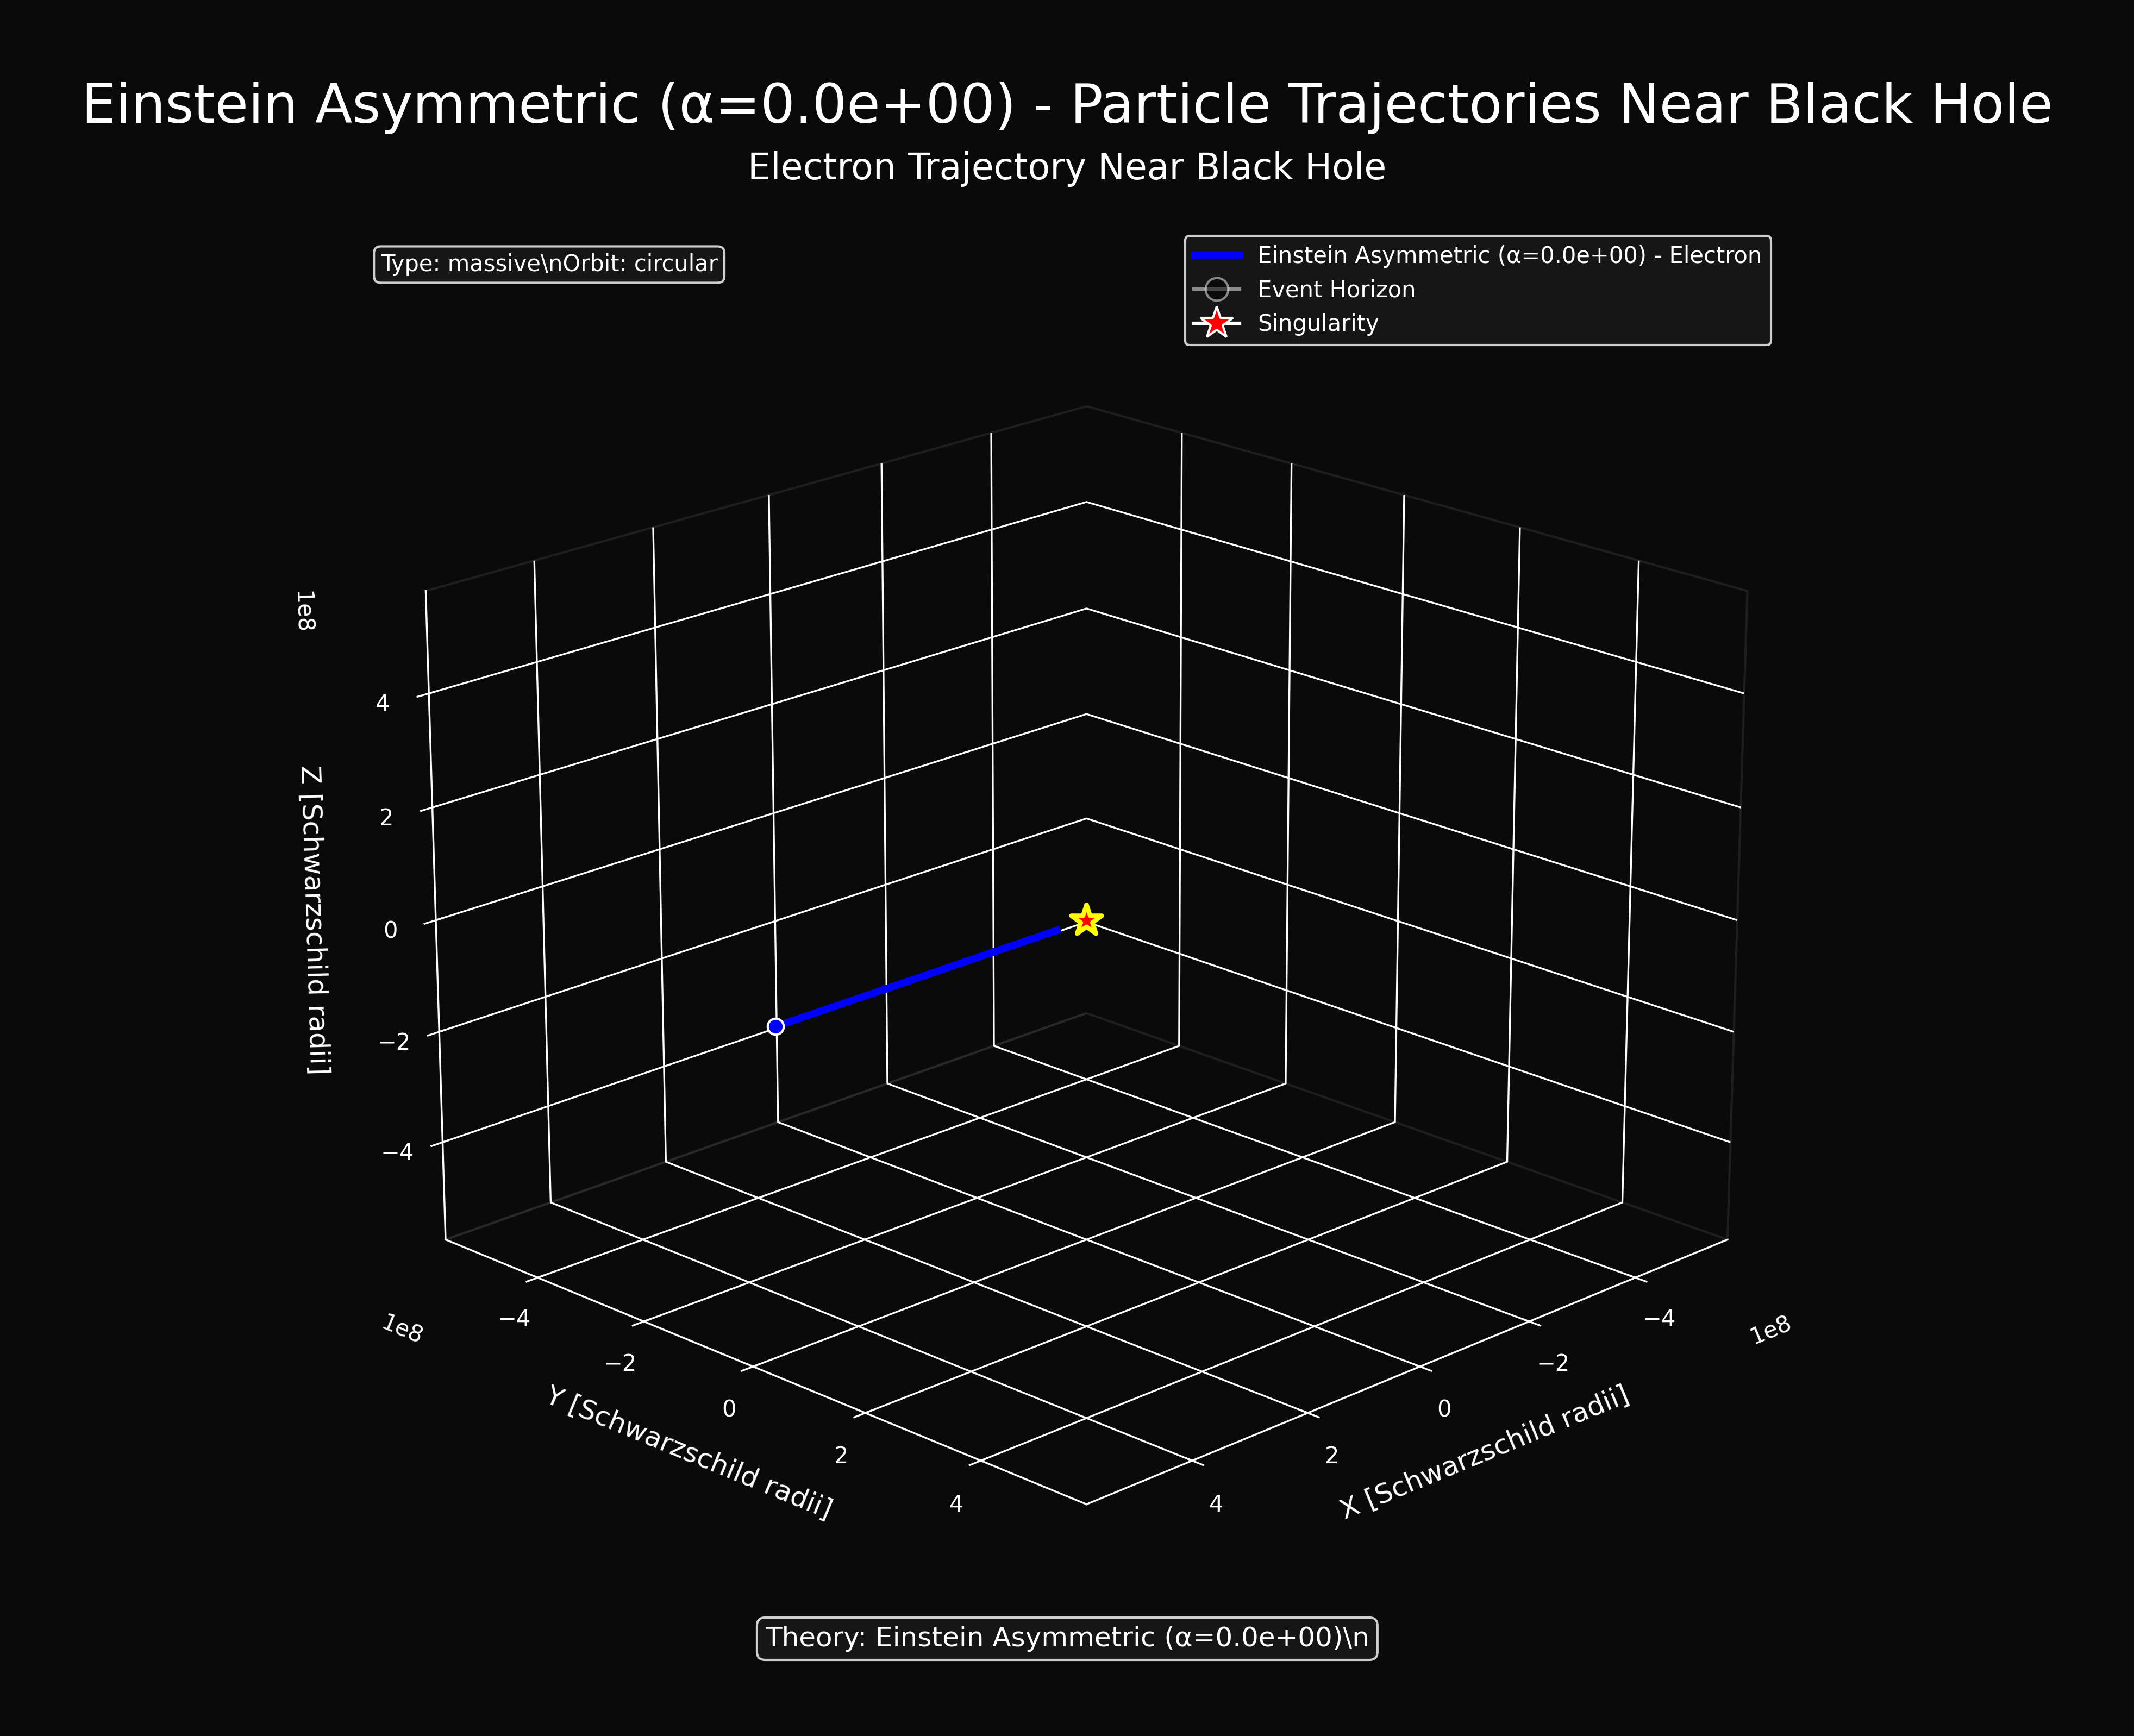 Einstein Asymmetric (α=0.0e+00) - Particle Trajectories Near Black Hole
Electron Trajectory Near Black Hole
Type: massive\nOrbit: circular
Einstein Asymmetric (α=0.0e+00) - Electron
Event Horizon
Singularity
1e8
4
2
0
−2
−4
Z [Schwarzschild radii]
1e8
−4
−2
0
2
4
Y [Schwarzschild radii]
4
2
0
−2
−4
1e8
X [Schwarzschild radii]
Theory: Einstein Asymmetric (α=0.0e+00)\n